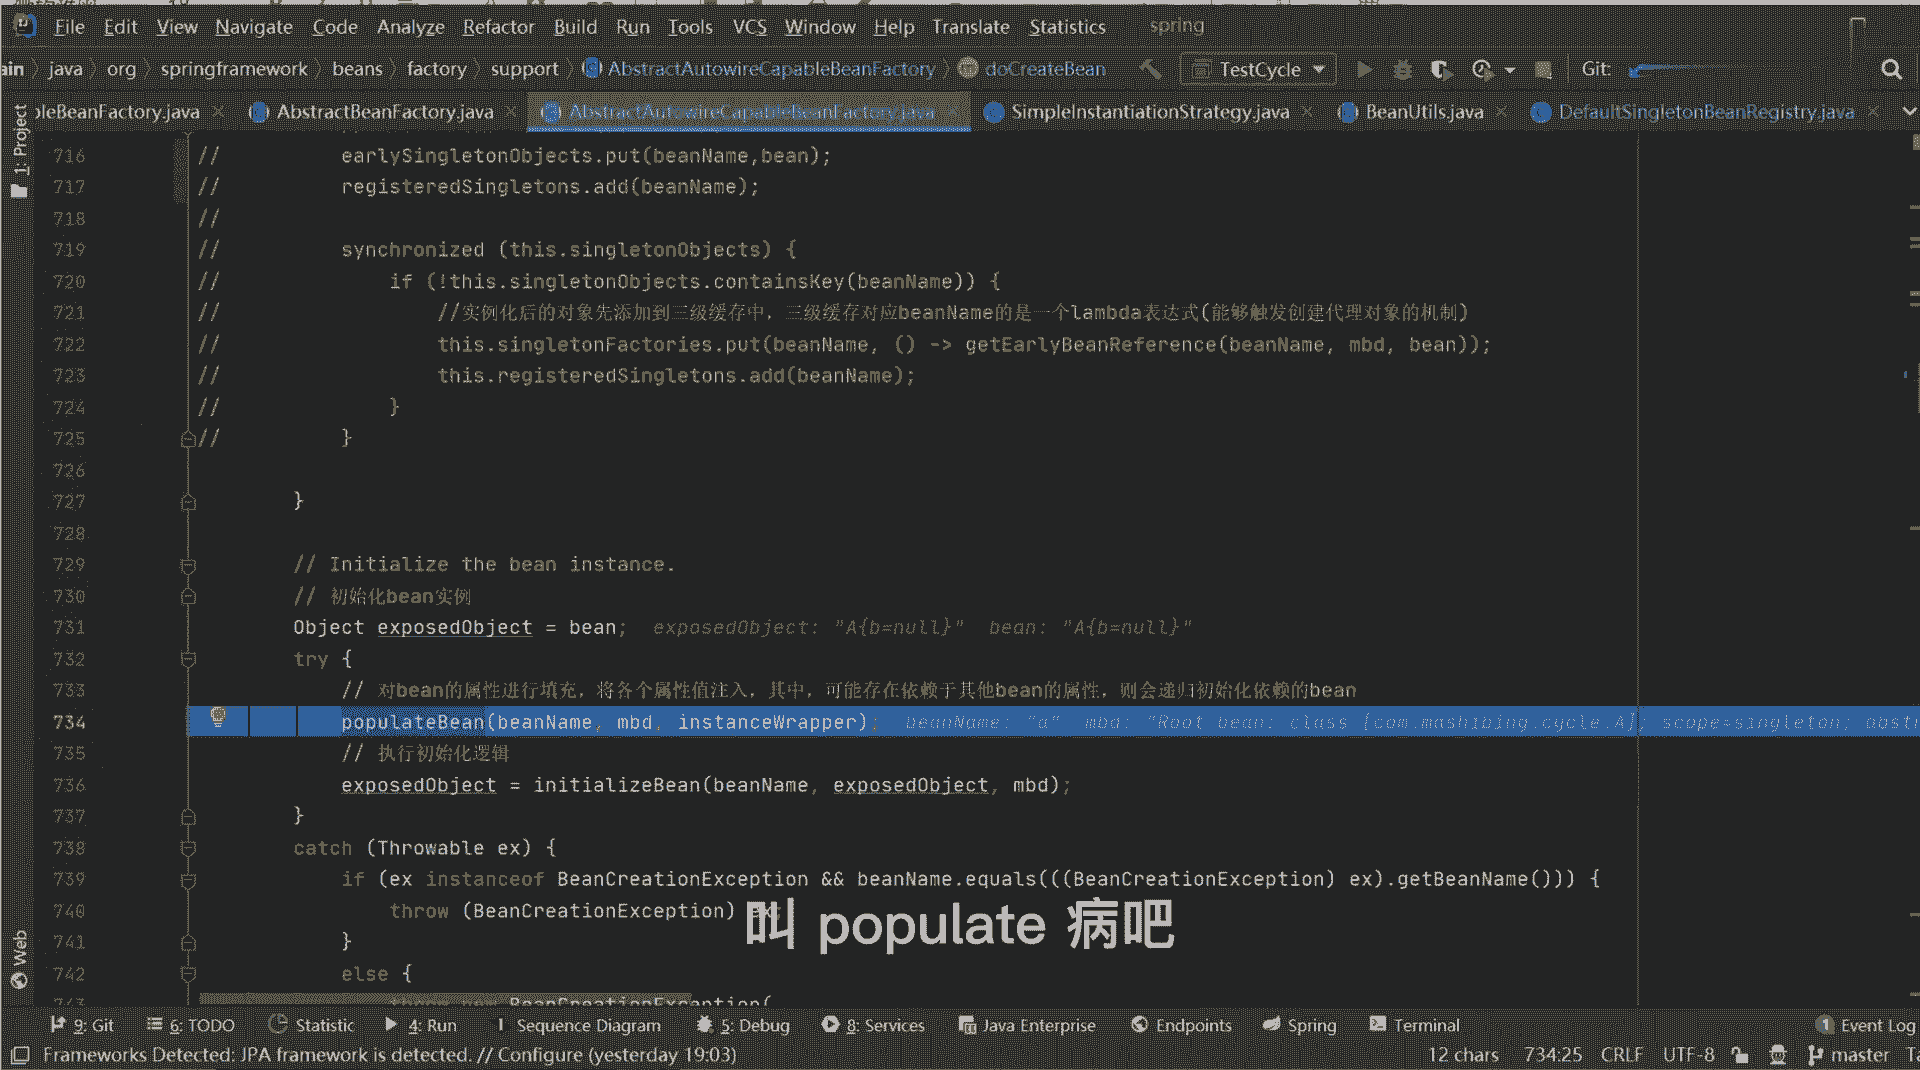 File Edit View Navigate Code Analyze Refactor Build Run Tools VCS Window Help Translate Statistics spring
ain java org springframework beans factory support AbstractAutowireCapableBeanFactory doCreateBean TestCycle Git:
pleBeanFactory.java AbstractBeanFactory.java AbstractAutowireCapableBeanFactory.java SimpleInstantiationStrategy.java BeanUtils.java DefaultSingletonBeanRegistry.java
1: Project
716 // earlySingletonObjects.put(beanName,bean);
717 // registeredSingletons.add(beanName);
718 //
719 // synchronized (this.singletonObjects) {
720 // if (!this.singletonObjects.containsKey(beanName)) {
721 // //实例化后的对象先添加到三级缓存中，三级缓存对应beanName的是一个lambda表达式(能够触发创建代理对象的机制)
722 // this.singletonFactories.put(beanName, () -> getEarlyBeanReference(beanName, mbd, bean));
723 // this.registeredSingletons.add(beanName);
724 // }
725 // }
726
727 }
728
729 // Initialize the bean instance.
730 // 初始化bean实例
731 Object exposedObject = bean; exposedObject: "A{b=null}" bean: "A{b=null}"
732 try {
733 // 对bean的属性进行填充，将各个属性值注入，其中，可能存在依赖于其他bean的属性，则会递归初始化依赖的bean
734 populateBean(beanName, mbd, instanceWrapper); beanName: "a" mbd: "Root bean: class [com.mashibing.cycle.A]; scope=singleton; abst
735 // 执行初始化逻辑
736 exposedObject = initializeBean(beanName, exposedObject, mbd);
737 }
738 catch (Throwable ex) {
739 if (ex instanceof BeanCreationException && beanName.equals(((BeanCreationException) ex).getBeanName())) {
740 throw (BeanCreationException) ex;
叫 populate 病吧
741 }
742 else {
743 throw new BeanCreationException(
Web
9: Git 6: TODO Statistic 4: Run Sequence Diagram 5: Debug 8: Services Java Enterprise Endpoints Spring Terminal 1 Event Log
Frameworks Detected: JPA framework is detected. // Configure (yesterday 19:03) 12 chars 734:25 CRLF UTF-8 master